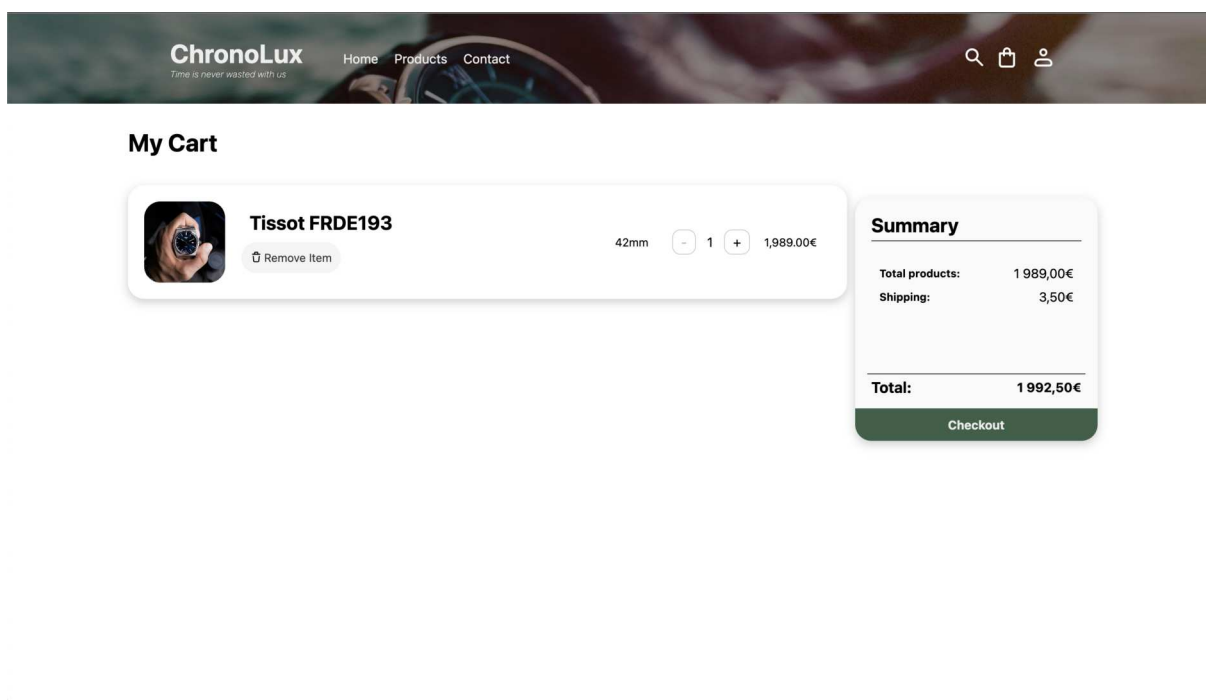 ChronoLux
Time is never wasted with us
Home Products Contact
My Cart
Tissot FRDE193
Remove Item
42mm - 1 + 1,989.00€
Summary
Total products: 1 989,00€
Shipping: 3,50€
Total: 1 992,50€
Checkout